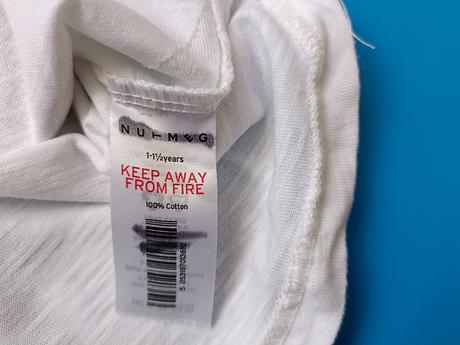 NUTMEG
1-1½years
KEEP AWAY
FROM FIRE
100% Cotton